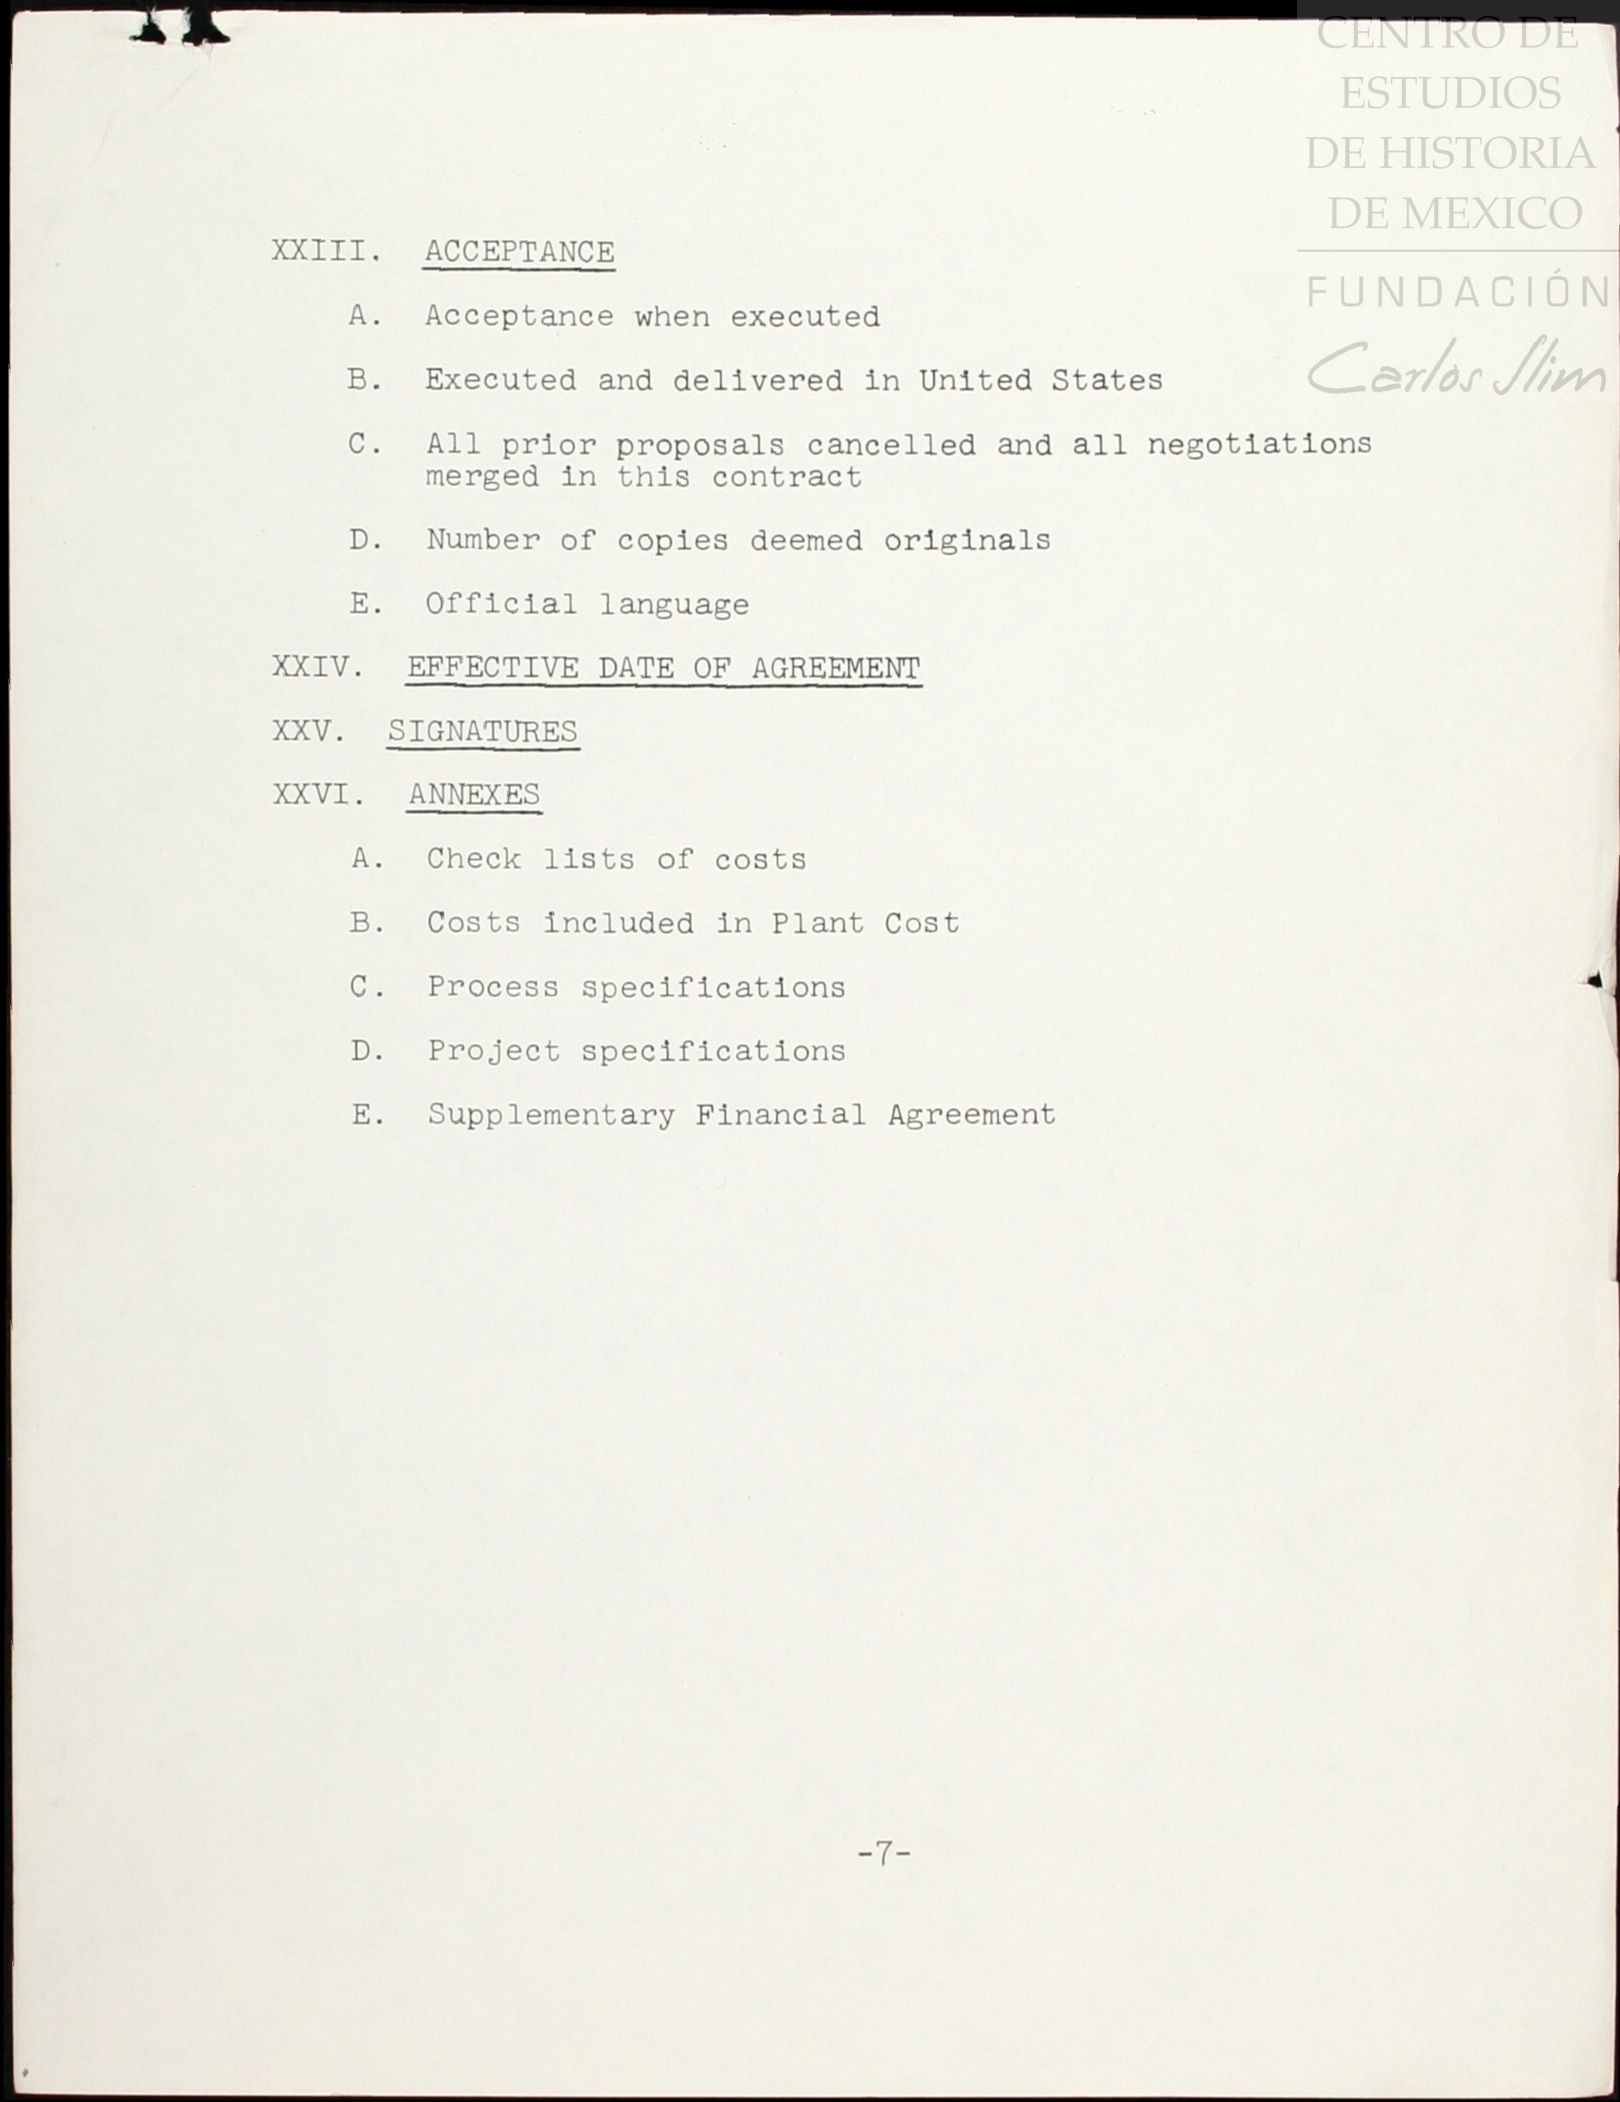 CENTRO DE
ESTUDIOS
DE HISTORIA
DE MEXICO
FUNDACIÓN
Carlos Slim
XXIII. ACCEPTANCE
A. Acceptance when executed
B. Executed and delivered in United States
C. All prior proposals cancelled and all negotiations
merged in this contract
D. Number of copies deemed originals
E. Official language
XXIV. EFFECTIVE DATE OF AGREEMENT
XXV. SIGNATURES
XXVI. ANNEXES
A. Check lists of costs
B. Costs included in Plant Cost
C. Process specifications
D. Project specifications
E. Supplementary Financial Agreement
-7-